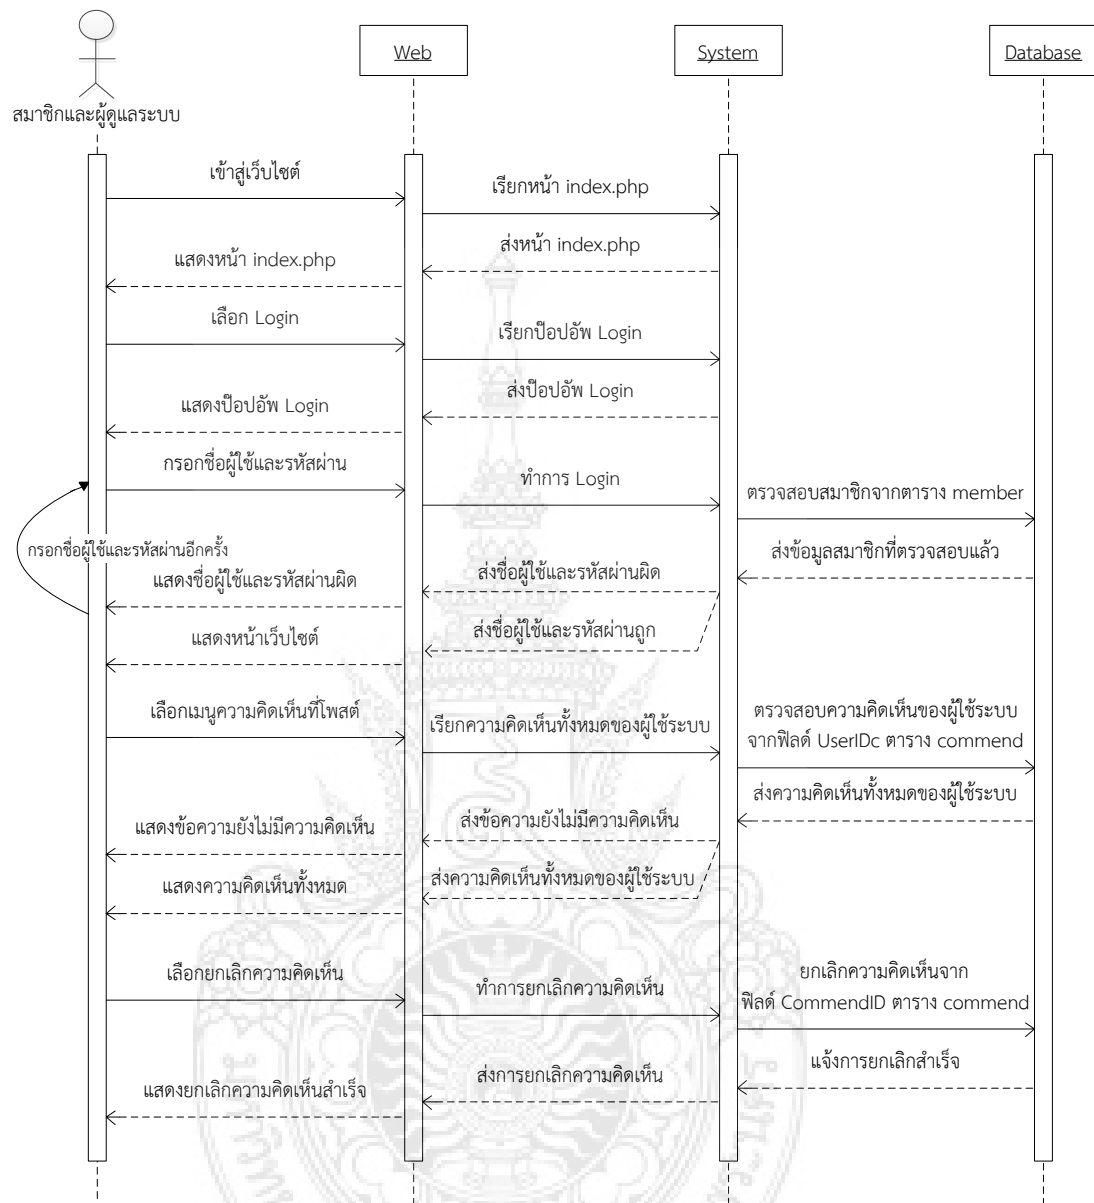 Web
System
Database
สมาชิกและผู้ดูแลระบบ
เข้าสู่เว็บไซต์
เรียกหน้า index.php
ส่งหน้า index.php
แสดงหน้า index.php
เลือก Login
เรียกป๊อปอัพ Login
ส่งป๊อปอัพ Login
แสดงป๊อปอัพ Login
กรอกชื่อผู้ใช้และรหัสผ่าน
ทำการ Login
ตรวจสอบสมาชิกจากตาราง member
กรอกชื่อผู้ใช้และรหัสผ่านอีกครั้ง
ส่งข้อมูลสมาชิกที่ตรวจสอบแล้ว
ส่งชื่อผู้ใช้และรหัสผ่านผิด
แสดงชื่อผู้ใช้และรหัสผ่านผิด
ส่งชื่อผู้ใช้และรหัสผ่านถูก
แสดงหน้าเว็บไซต์
เลือกเมนูความคิดเห็นที่โพสต์
เรียกความคิดเห็นทั้งหมดของผู้ใช้ระบบ
ตรวจสอบความคิดเห็นของผู้ใช้ระบบ
จากฟิลด์ UserIDc ตาราง commend
ส่งความคิดเห็นทั้งหมดของผู้ใช้ระบบ
ส่งข้อความยังไม่มีความคิดเห็น
แสดงข้อความยังไม่มีความคิดเห็น
ส่งความคิดเห็นทั้งหมดของผู้ใช้ระบบ
แสดงความคิดเห็นทั้งหมด
เลือกยกเลิกความคิดเห็น
ทำการยกเลิกความคิดเห็น
ยกเลิกความคิดเห็นจาก
ฟิลด์ CommendID ตาราง commend
แจ้งการยกเลิกสำเร็จ
ส่งการยกเลิกความคิดเห็น
แสดงยกเลิกความคิดเห็นสำเร็จ